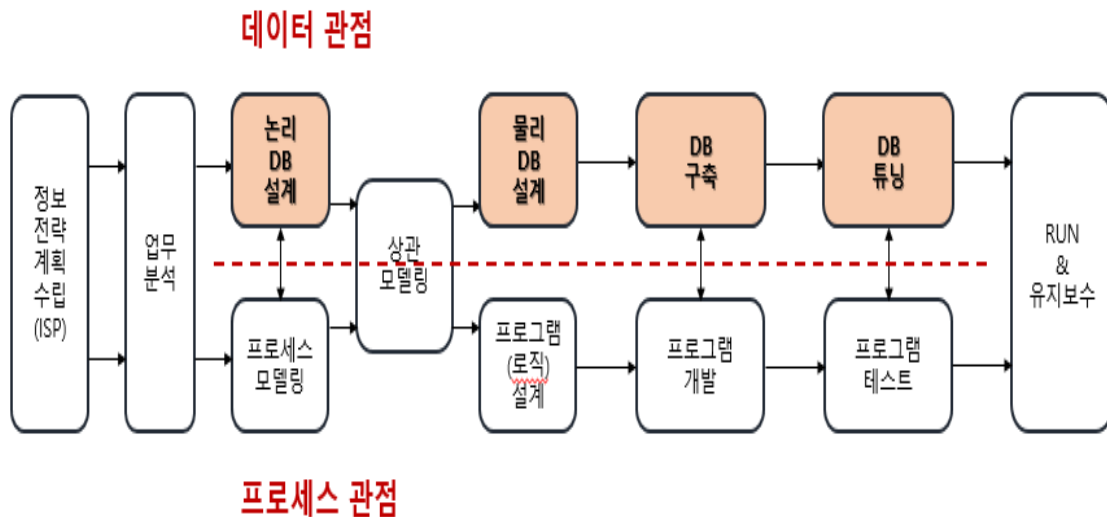 데이터 관점
정보
전략
계획
수립
(ISP)
업무
분석
논리
DB
설계
프로세스
모델링
상관
모델링
물리
DB
설계
프로그램
(로직)
설계
DB
구축
프로그램
개발
DB
튜닝
프로그램
테스트
RUN
&
유지보수
프로세스 관점